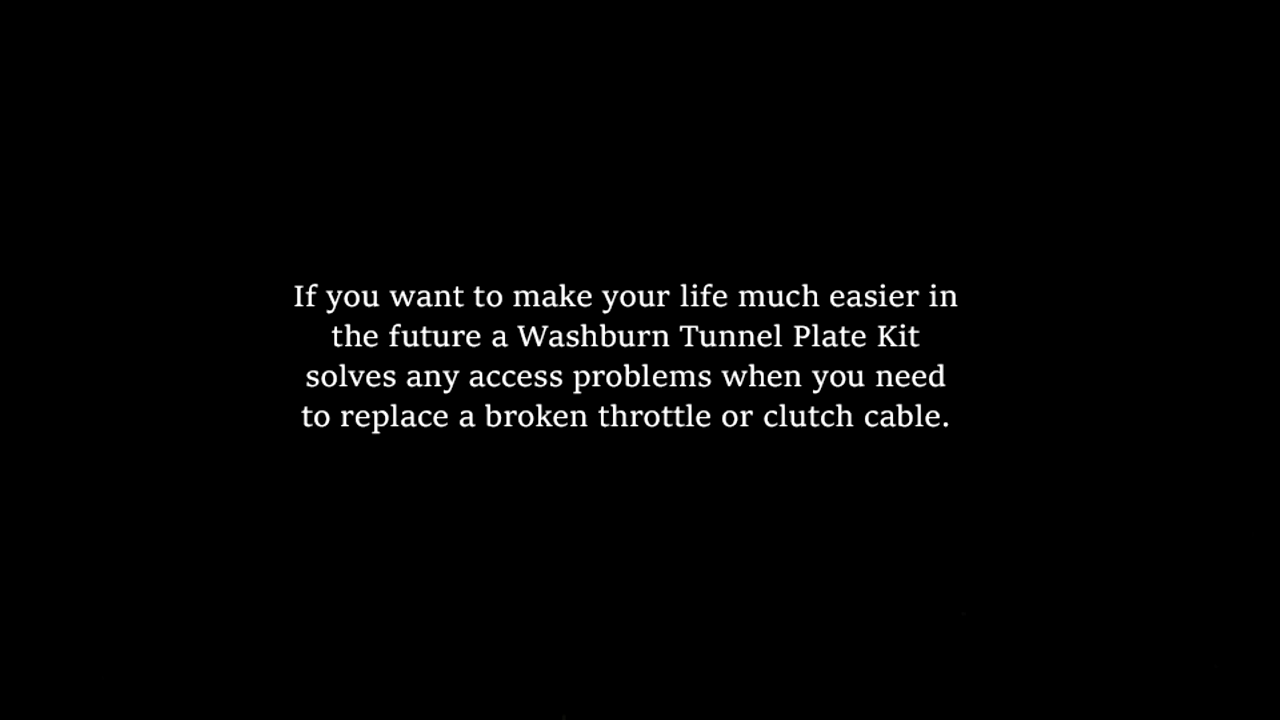 If you want to make your life much easier in
the future a Washburn Tunnel Plate Kit
solves any access problems when you need
to replace a broken throttle or clutch cable.